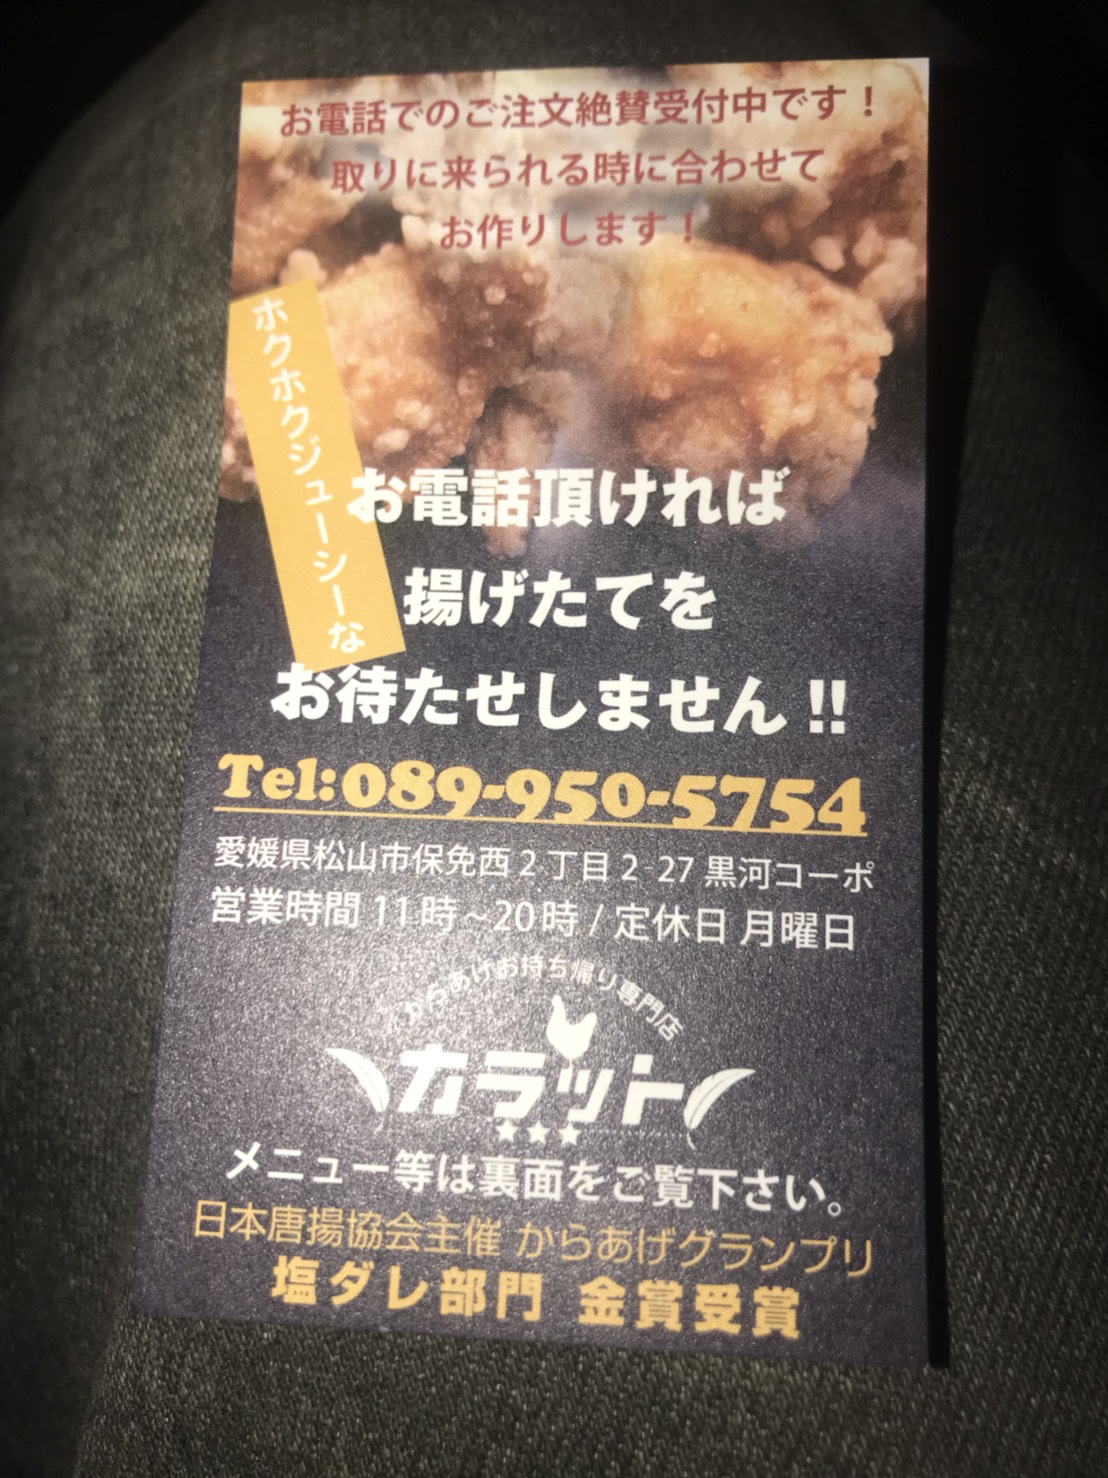 お電話でのご注文絶賛受付中です！
取りに来られる時に合わせて
お作りします！
ホクホクジューシーな
お電話頂ければ
揚げたてを
お待たせしません!!
Tel:089-950-5754
愛媛県松山市保免西2丁目2-27 黒河コーポ
営業時間 11時～20時 / 定休日 月曜日
からあげお持ち帰り専門店
カラット
★★★
メニュー等は裏面をご覧下さい。
日本唐揚協会主催 からあげグランプリ
塩ダレ部門 金賞受賞